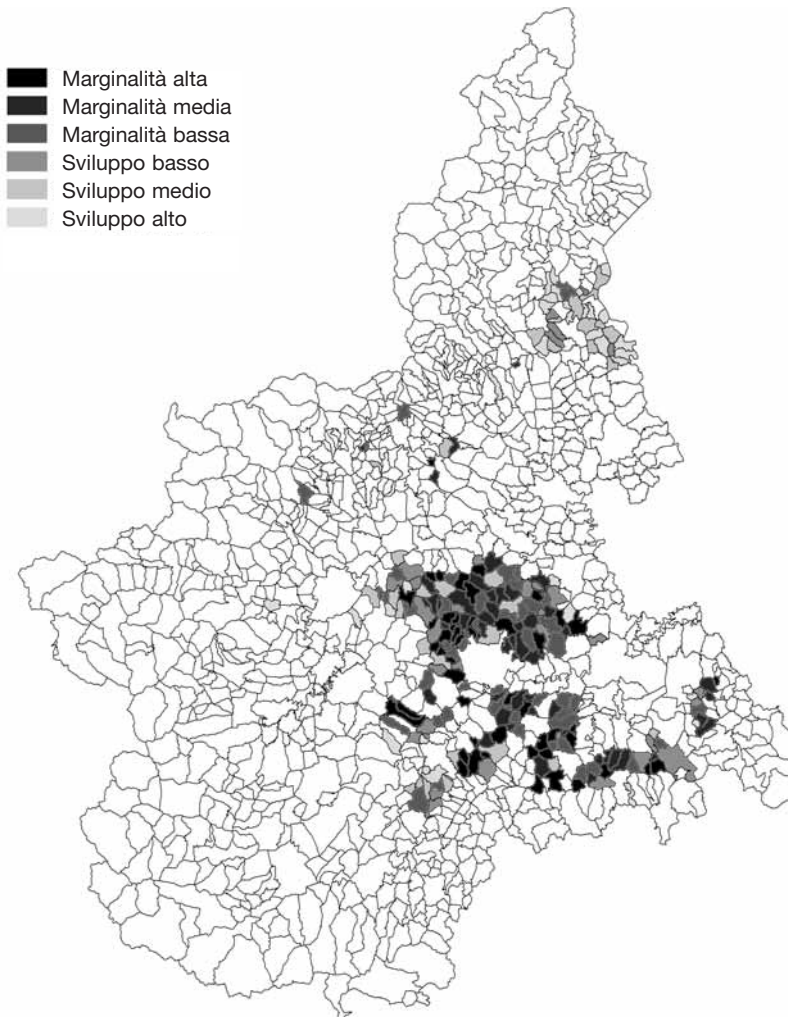 Marginalità alta
Marginalità media
Marginalità bassa
Sviluppo basso
Sviluppo medio
Sviluppo alto